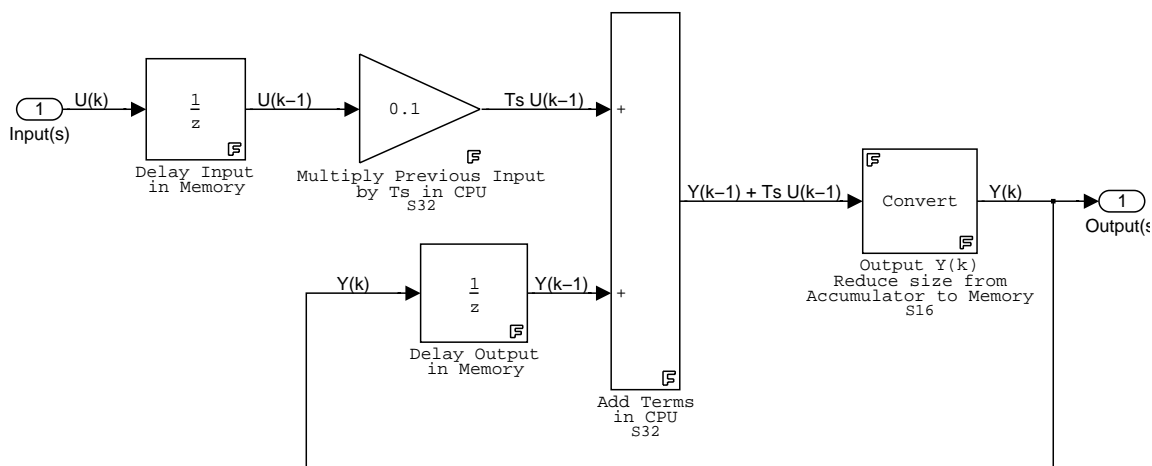 1
Input(s)
U(k)
1
z
Delay Input
in Memory
U(k−1)
0.1
Multiply Previous Input
by Ts in CPU
S32
Ts U(k−1)
+
Y(k)
1
z
Delay Output
in Memory
Y(k−1)
+
Add Terms
in CPU
S32
Y(k−1) + Ts U(k−1)
Convert
Output Y(k)
Reduce size from
Accumulator to Memory
S16
Y(k)
1
Output(s
F
F
F
F
F
F